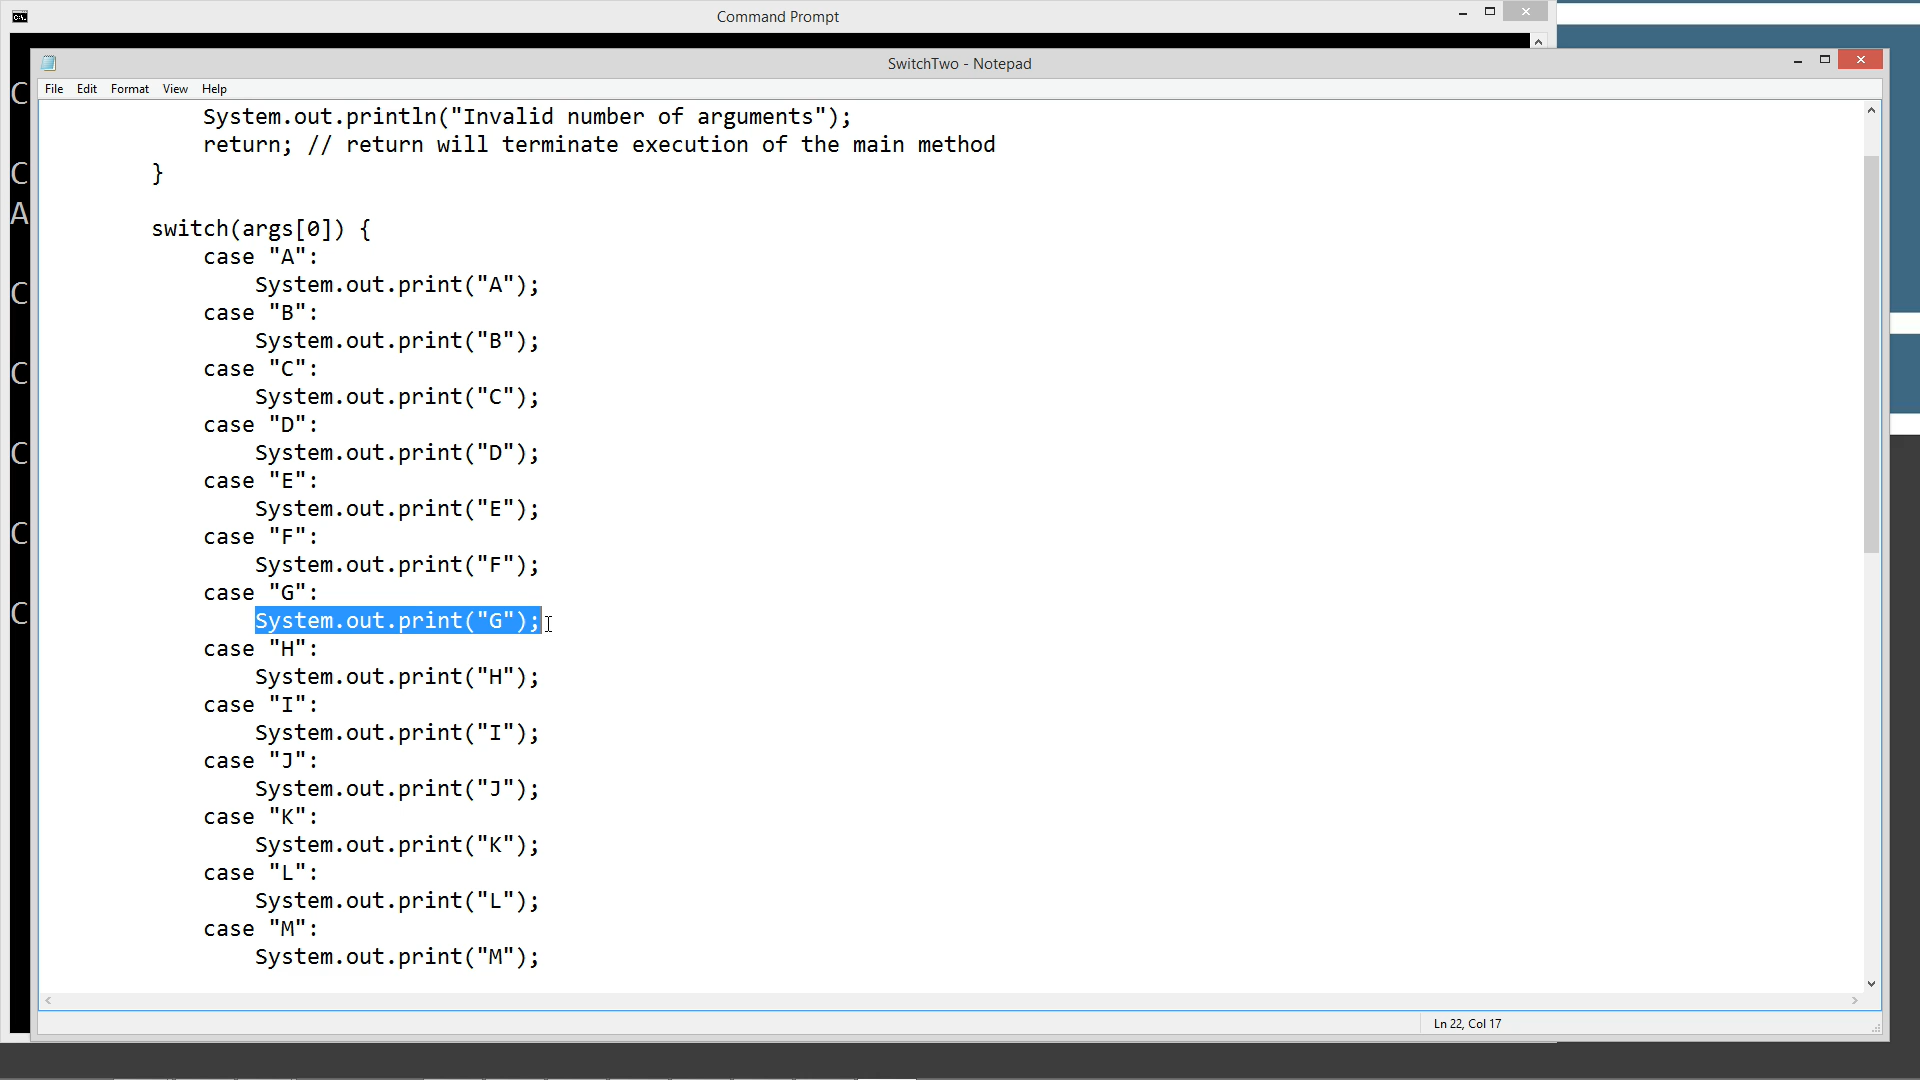 Command Prompt
SwitchTwo - Notepad
File Edit Format View Help
System.out.println("Invalid number of arguments");
return; // return will terminate execution of the main method
}
switch(args[0]) {
case "A":
System.out.print("A");
case "B":
System.out.print("B");
case "C":
System.out.print("C");
case "D":
System.out.print("D");
case "E":
System.out.print("E");
case "F":
System.out.print("F");
case "G":
System.out.print("G");
case "H":
System.out.print("H");
case "I":
System.out.print("I");
case "J":
System.out.print("J");
case "K":
System.out.print("K");
case "L":
System.out.print("L");
case "M":
System.out.print("M");
C
C
A
C
C
C
C
C
Ln 22, Col 17